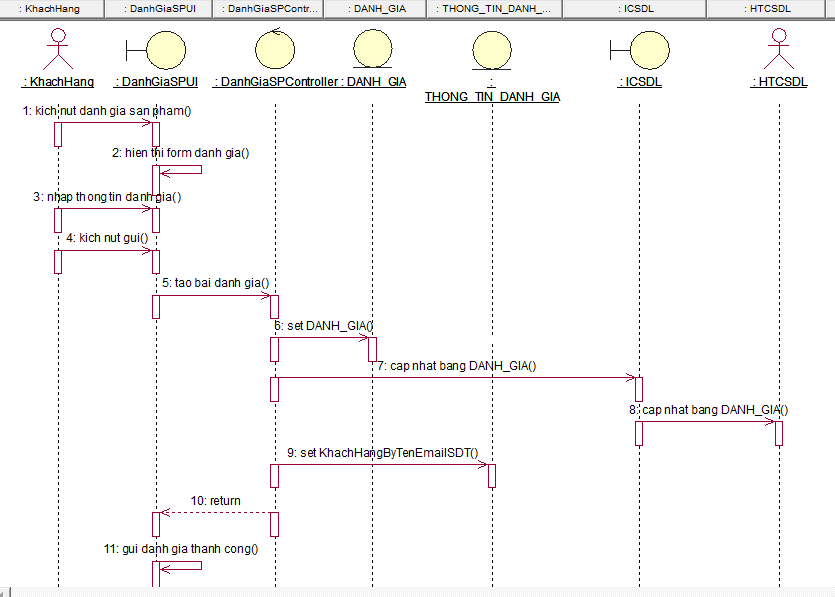 : KhachHang
: DanhGiaSPUI
: DanhGiaSPContr...
: DANH_GIA
: THONG_TIN_DANH_...
: ICSDL
: HTCSDL
: KhachHang
: DanhGiaSPUI
: DanhGiaSPController
: DANH_GIA
:
THONG_TIN_DANH_GIA
: ICSDL
: HTCSDL
1: kich nut danh gia san pham()
2: hien thi form danh gia()
3: nhap thong tin danh gia()
4: kich nut gui()
5: tao bai danh gia()
6: set DANH_GIA()
7: cap nhat bang DANH_GIA()
8: cap nhat bang DANH_GIA()
9: set KhachHangByTenEmailSDT()
10: return
11: gui danh gia thanh cong()